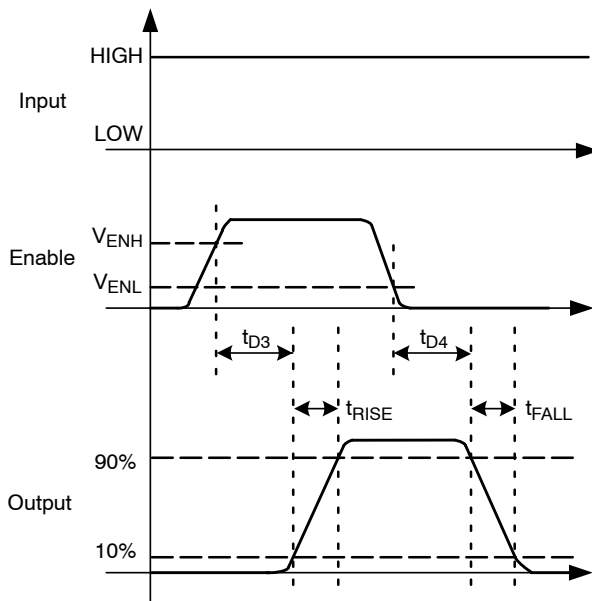 HIGH
Input
LOW
VENH
Enable
VENL
tD3
tD4
tRISE
tFALL
90%
Output
10%